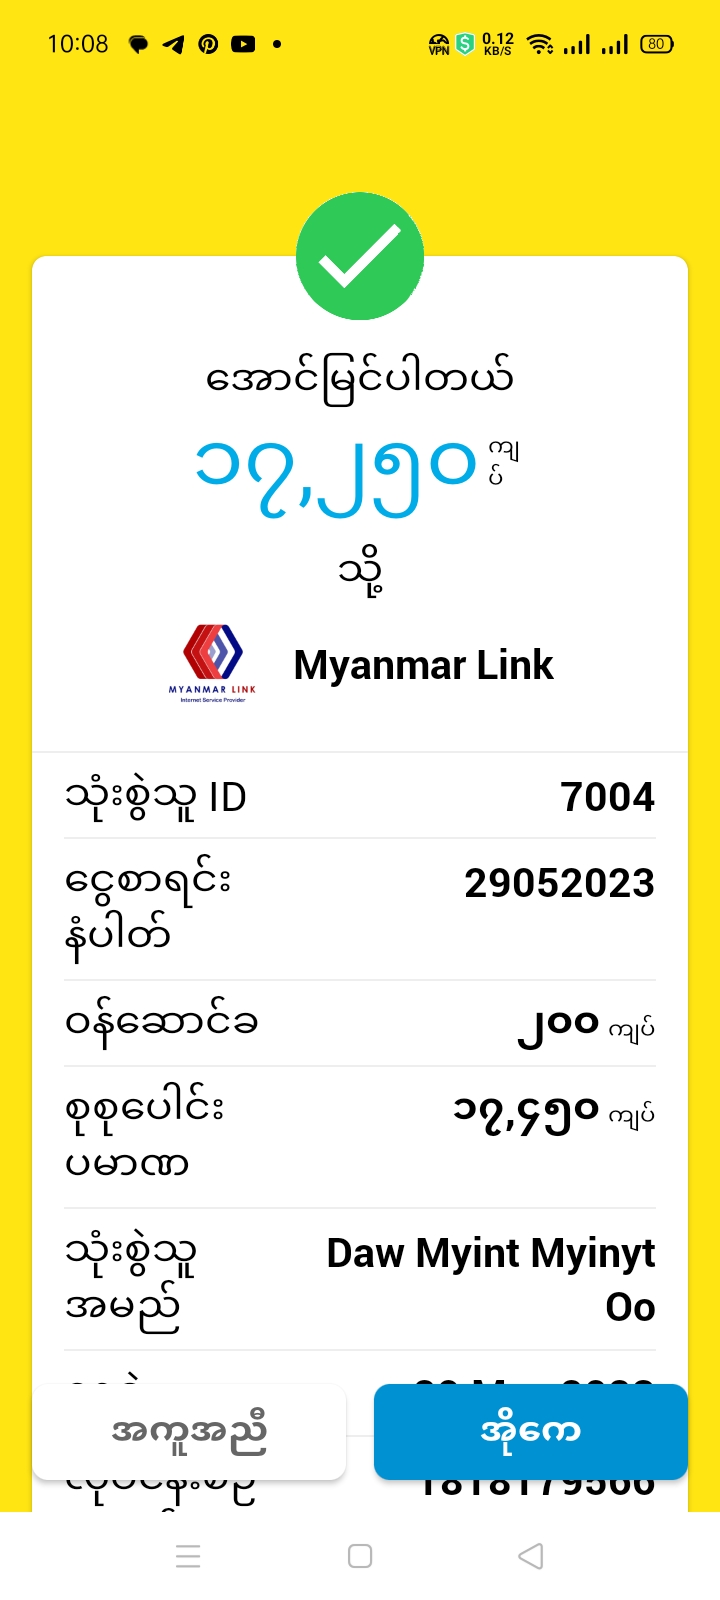 10:08
VPN
0.12
KB/S
80
အောင်မြင်ပါတယ်
၁၇,၂၅၀ ကျပ်
သို့
MYANMAR LINK
Internet Service Provider
Myanmar Link
သုံးစွဲသူ ID 7004
ငွေစာရင်း 29052023
နံပါတ်
ဝန်ဆောင်ခ ၂၀၀ ကျပ်
စုစုပေါင်း ၁၇,၄၅၀ ကျပ်
ပမာဏ
သုံးစွဲသူ Daw Myint Myinyt
အမည် Oo
အကူအညီ အိုကေ